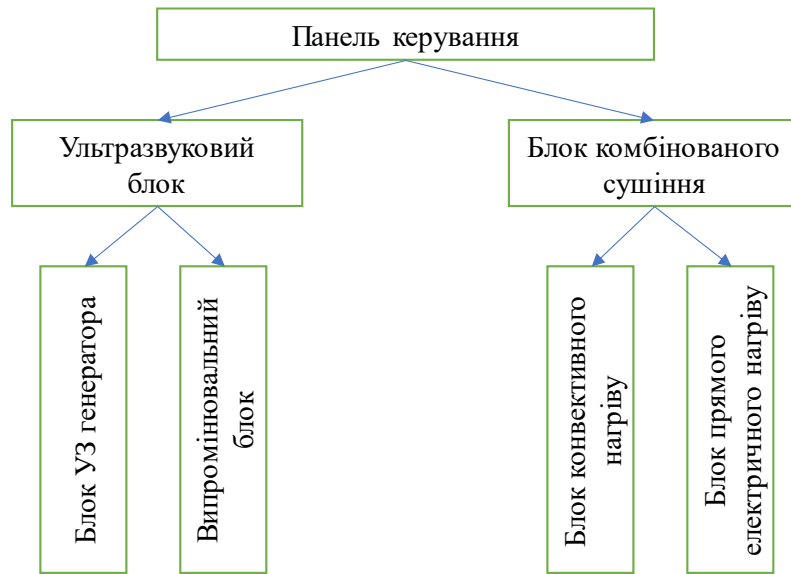 Панель керування
Ультразвуковий
блок
Блок комбінованого
сушіння
Блок УЗ генератора
Випромінювальний
блок
Блок конвективного
нагріву
Блок прямого
електричного нагріву